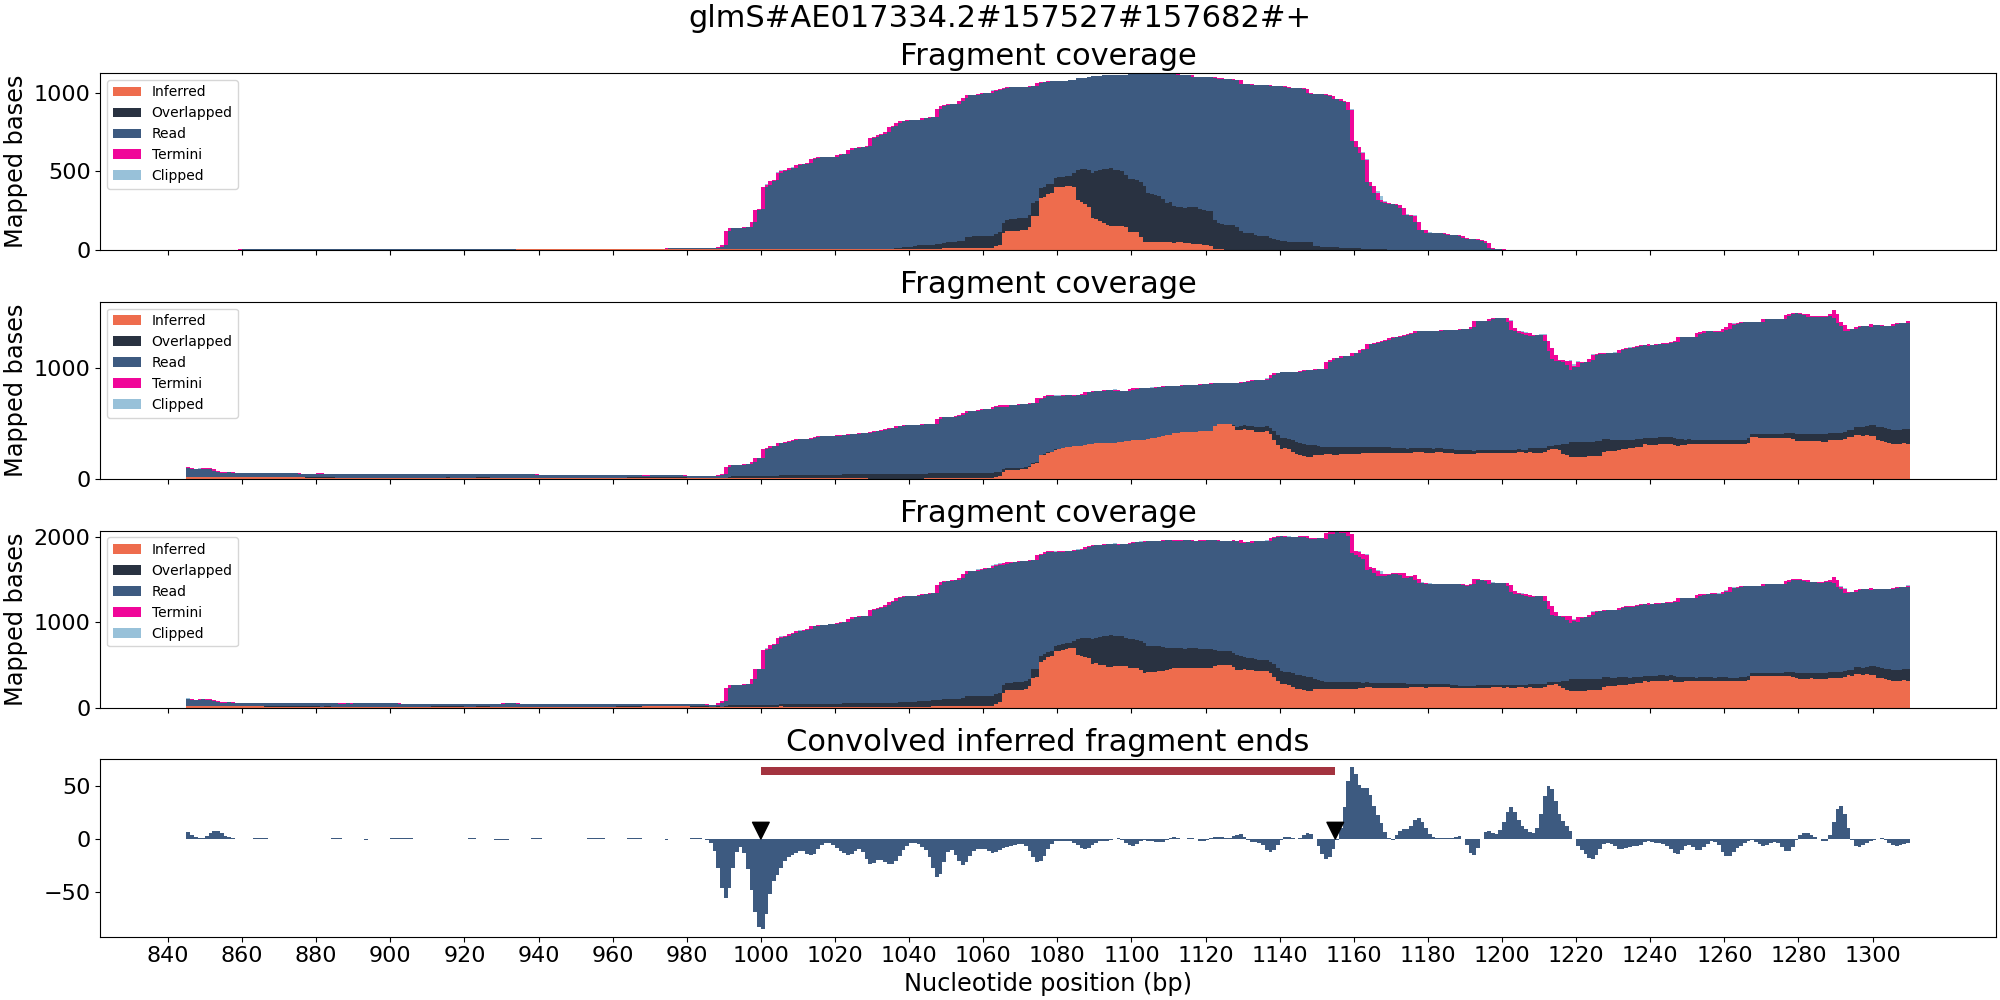 glmS#AE017334.2#157527#157682#+
Fragment coverage
Mapped bases
1000
500
0
Inferred
Overlapped
Read
Termini
Clipped
Fragment coverage
Mapped bases
1000
0
Inferred
Overlapped
Read
Termini
Clipped
Fragment coverage
Mapped bases
2000
1000
0
Inferred
Overlapped
Read
Termini
Clipped
Convolved inferred fragment ends
50
0
−50
840 860 880 900 920 940 960 980 1000 1020 1040 1060 1080 1100 1120 1140 1160 1180 1200 1220 1240 1260 1280 1300
Nucleotide position (bp)